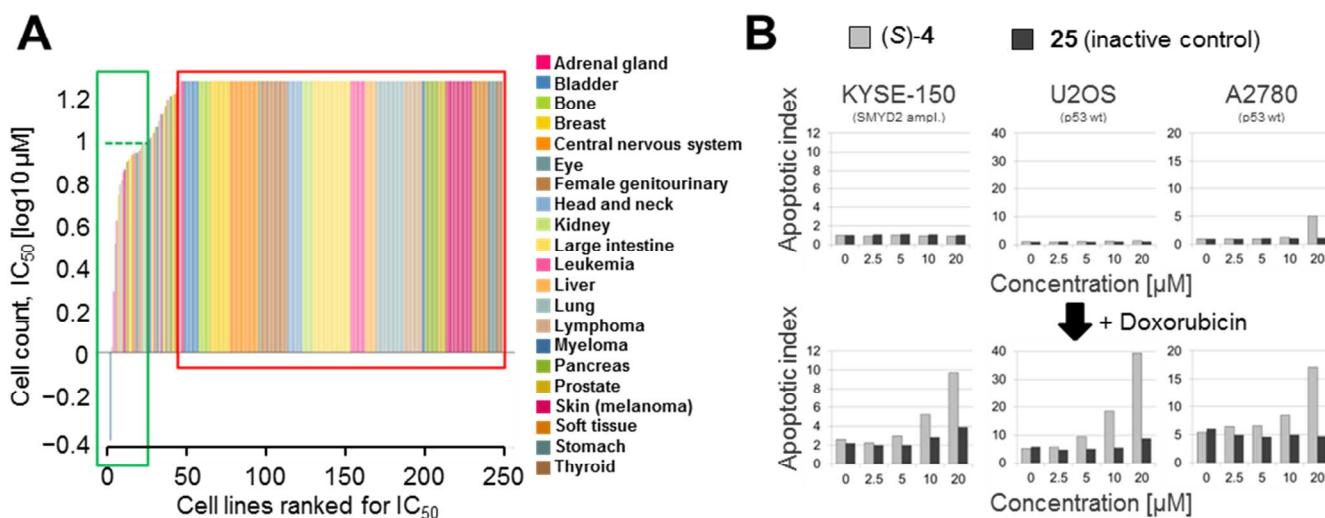 A
Cell count, IC50 [log10 µM]
1.2
1
0.8
0.6
0.4
0.2
0
−0.2
−0.4
0 50 100 150 200 250
Cell lines ranked for IC50
Adrenal gland
Bladder
Bone
Breast
Central nervous system
Eye
Female genitourinary
Head and neck
Kidney
Large intestine
Leukemia
Liver
Lung
Lymphoma
Myeloma
Pancreas
Prostate
Skin (melanoma)
Soft tissue
Stomach
Thyroid
B
(S)-4 25 (inactive control)
KYSE-150 U2OS A2780
(SMYD2 ampl.) (p53 wt) (p53 wt)
Apoptotic index
12
10
8
6
4
2
0
0 2.5 5 10 20
40
30
20
10
0
0 2.5 5 10 20
20
15
10
5
0
0 2.5 5 10 20
Concentration [µM]
+ Doxorubicin
Apoptotic index
12
10
8
6
4
2
0
0 2.5 5 10 20
40
30
20
10
0
0 2.5 5 10 20
20
15
10
5
0
0 2.5 5 10 20
Concentration [µM]